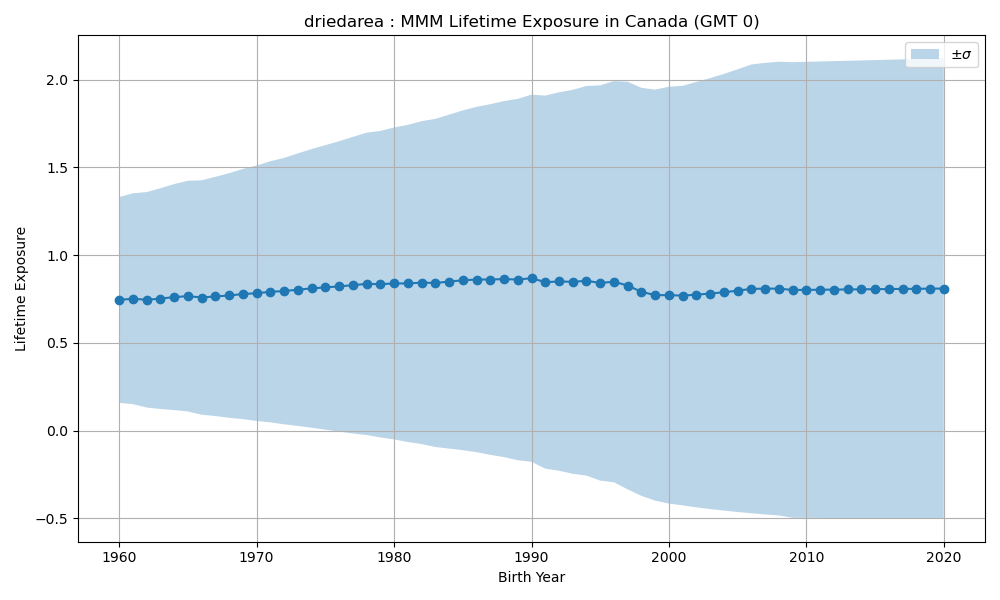 driedarea : MMM Lifetime Exposure in Canada (GMT 0)
±σ
Lifetime Exposure
2.0
1.5
1.0
0.5
0.0
−0.5
1960 1970 1980 1990 2000 2010 2020
Birth Year